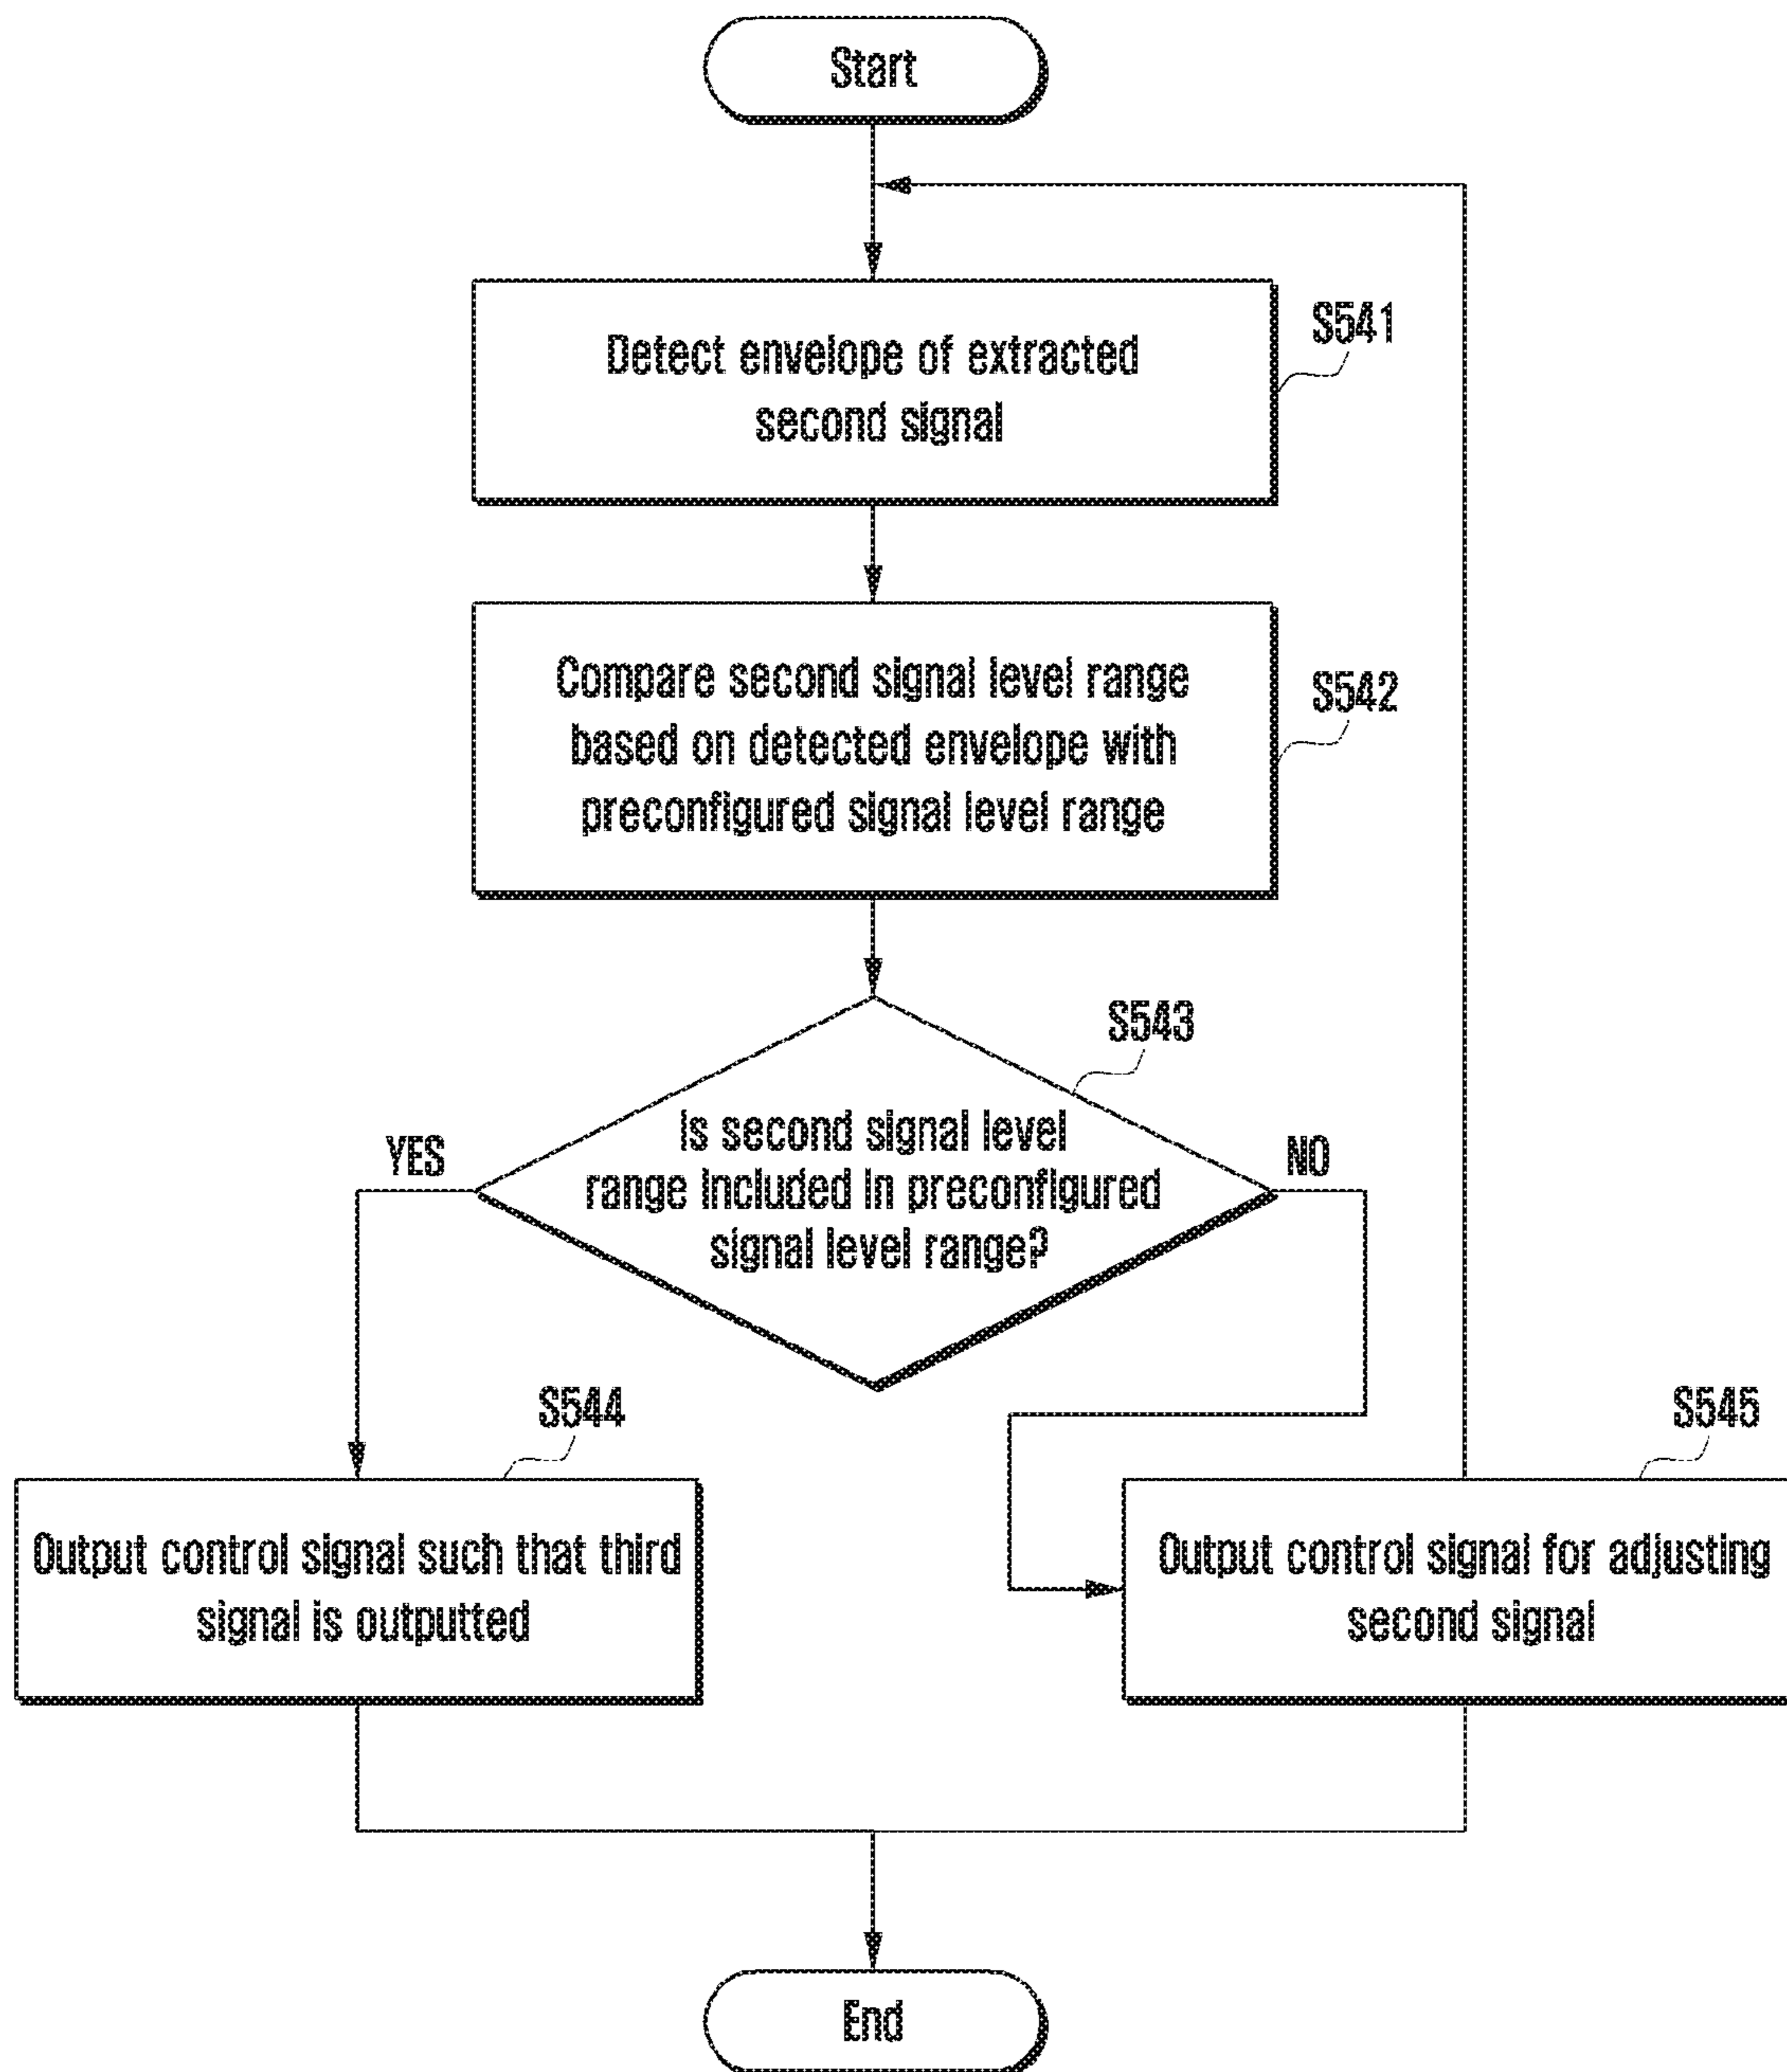 Start
Detect envelope of extracted
second signal
S541
Compare second signal level range
based on detected envelope with
preconfigured signal level range
S542
S543
Is second signal level
range included in preconfigured
signal level range?
YES
NO
S544
Output control signal such that third
signal is outputted
S545
Output control signal for adjusting
second signal
End